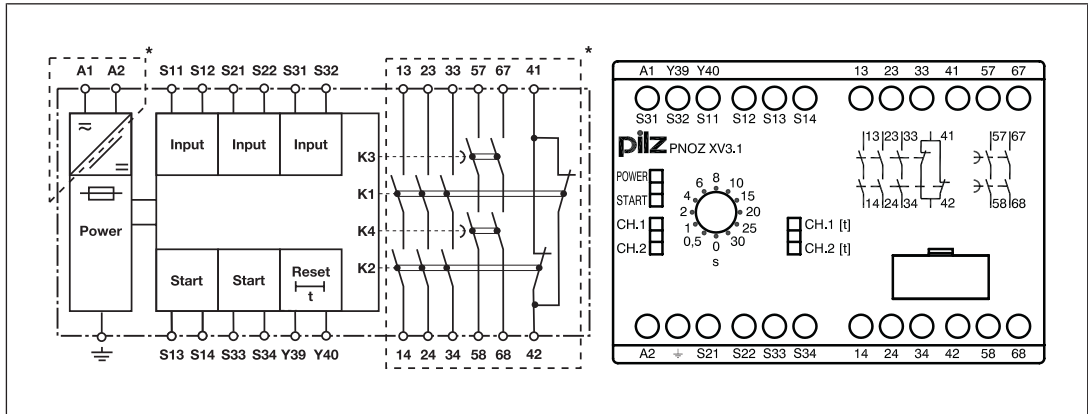 * *
A1 A2 S11 S12 S21 S22 S31 S32 13 23 33 57 67 41
Input Input Input
K3
K1
Power
K4
K2
Start Start Reset
t
S13 S14 S33 S34 Y39 Y40 14 24 34 58 68 42
A1 Y39 Y40 13 23 33 41 57 67
S31 S32 S11 S12 S13 S14
pilz PNOZ XV3.1
13 23 33 41 57 67
POWER
START
CH.1
CH.2
0,5 1 2 4 6 8 10 15 20 25 30
0
s
CH.1 [t]
CH.2 [t]
14 24 34 42 58 68
A2 S21 S22 S33 S34 14 24 34 42 58 68